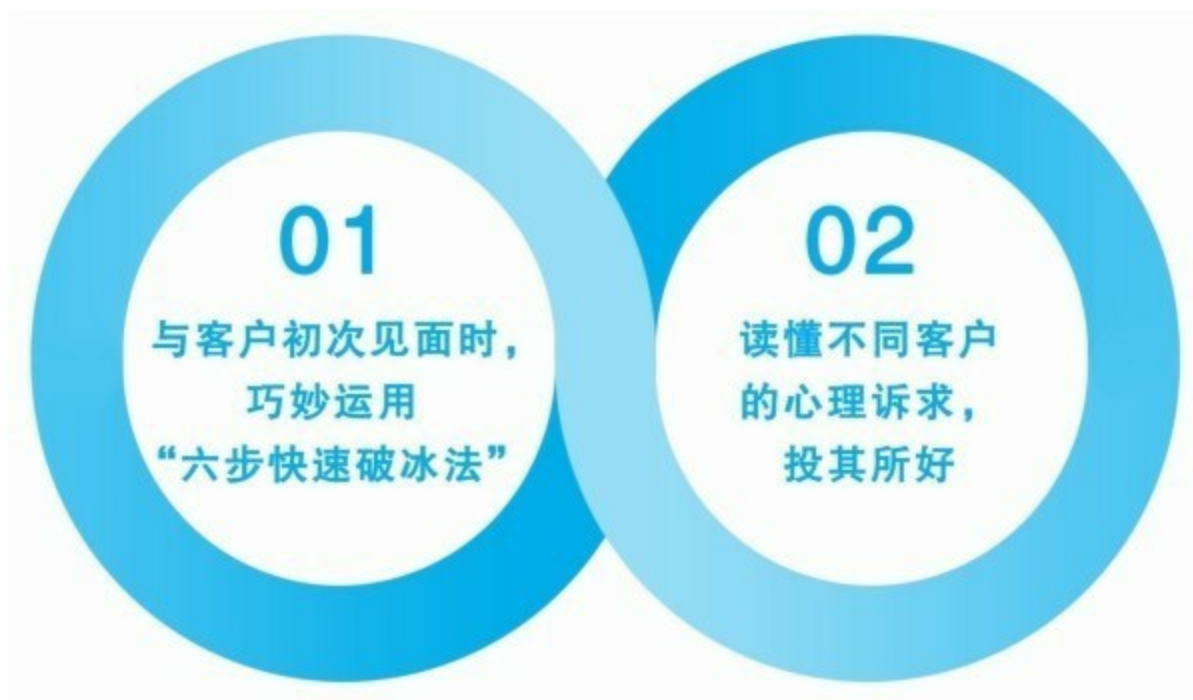 01
与客户初次见面时，
巧妙运用
“六步快速破冰法”
02
读懂不同客户
的心理诉求，
投其所好